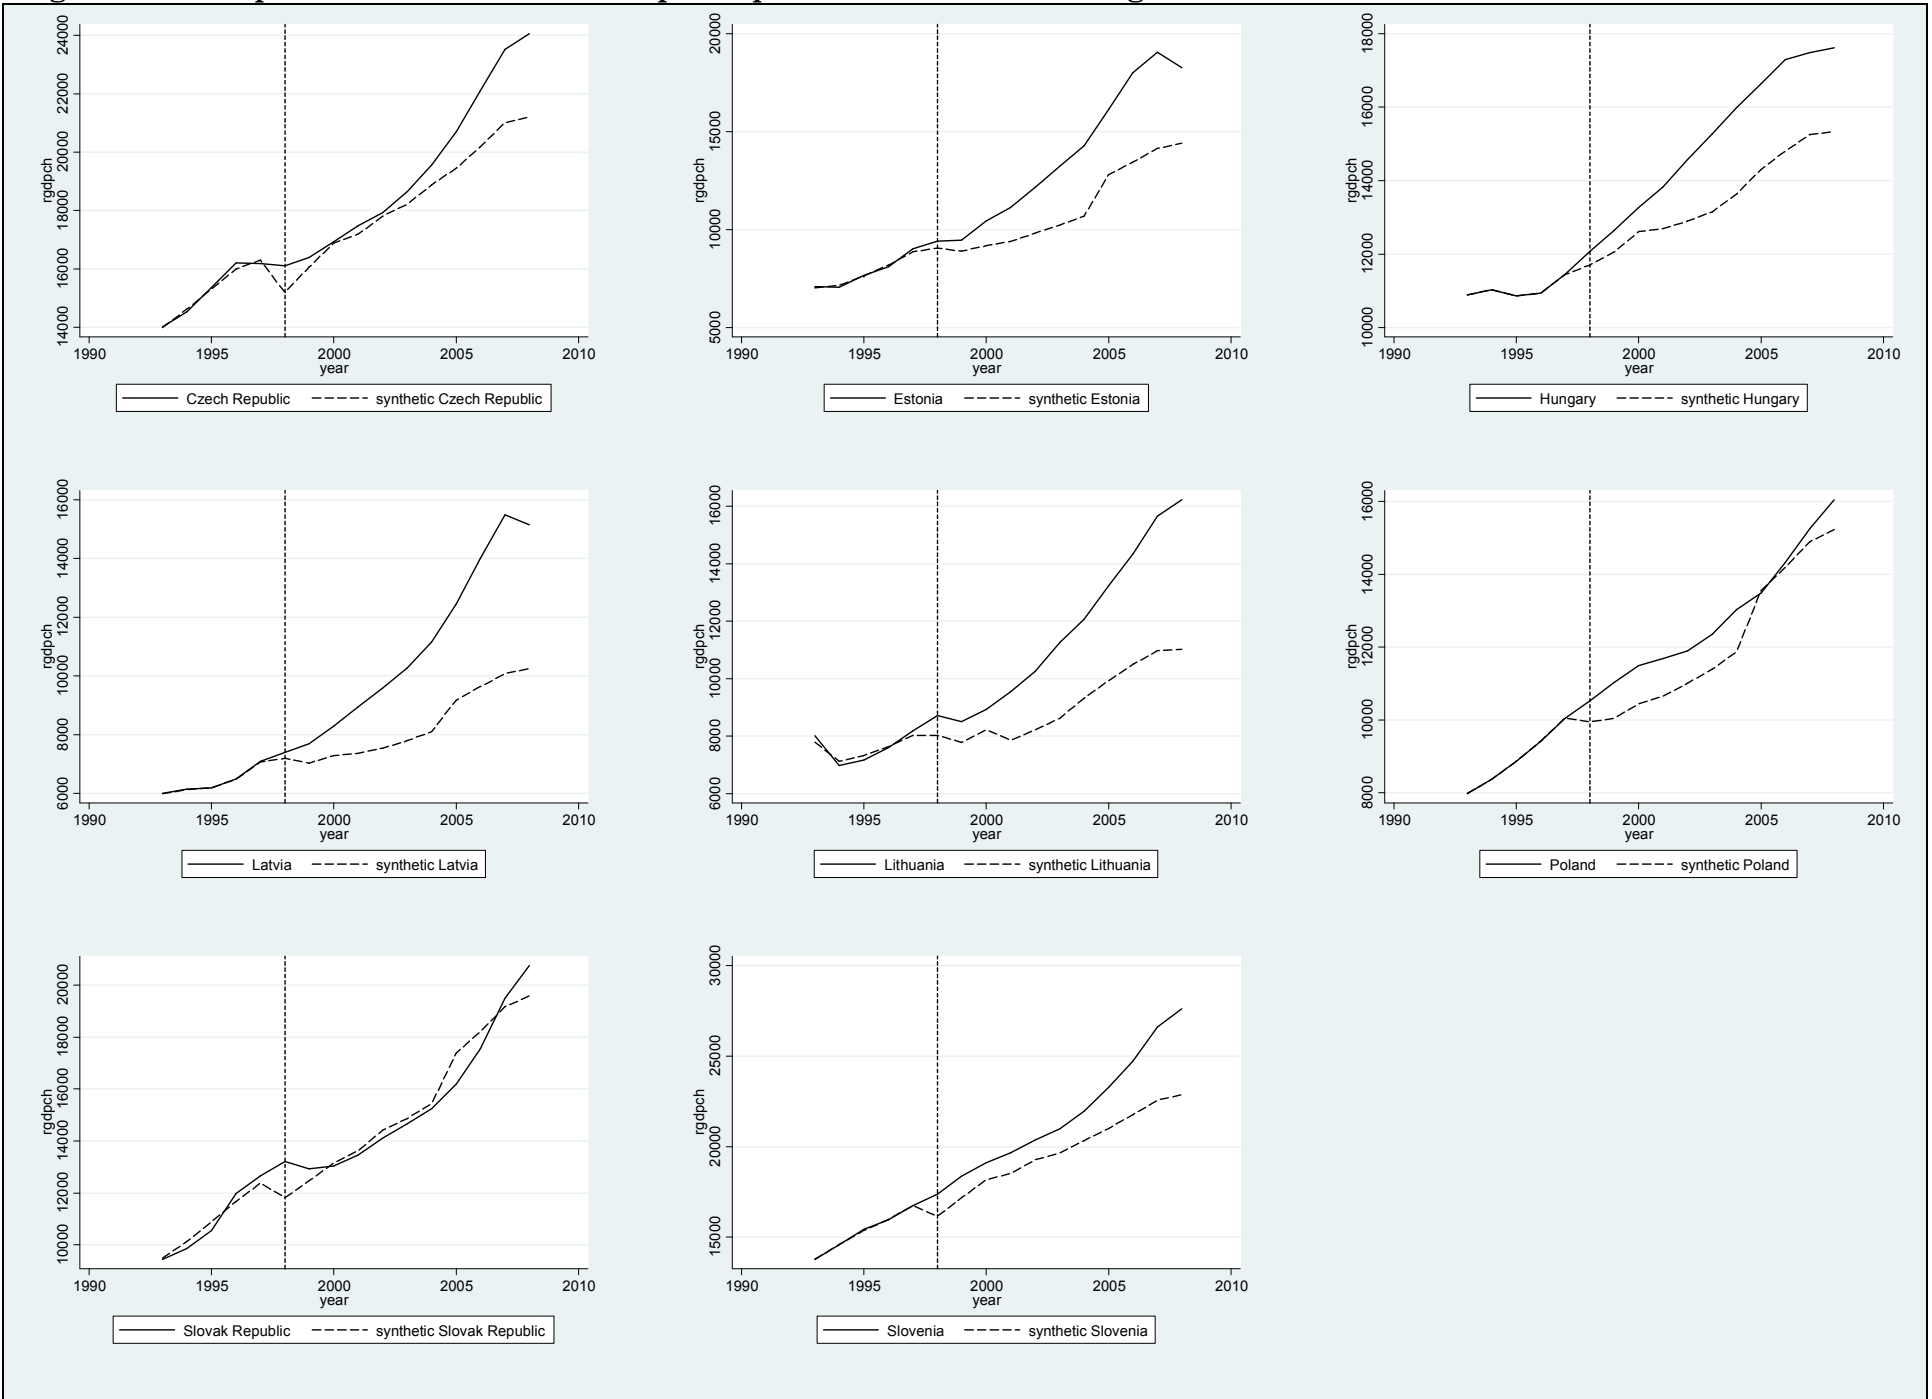 24000
22000
20000
18000
16000
14000
rgdpch
1990 1995 2000 2005 2010
year
Czech Republic synthetic Czech Republic
20000
15000
10000
5000
rgdpch
1990 1995 2000 2005 2010
year
Estonia synthetic Estonia
18000
16000
14000
12000
10000
rgdpch
1990 1995 2000 2005 2010
year
Hungary synthetic Hungary
16000
14000
12000
10000
8000
6000
rgdpch
1990 1995 2000 2005 2010
year
Latvia synthetic Latvia
16000
14000
12000
10000
8000
6000
rgdpch
1990 1995 2000 2005 2010
year
Lithuania synthetic Lithuania
16000
14000
12000
10000
8000
rgdpch
1990 1995 2000 2005 2010
year
Poland synthetic Poland
20000
18000
16000
14000
12000
10000
rgdpch
1990 1995 2000 2005 2010
year
Slovak Republic synthetic Slovak Republic
30000
25000
20000
15000
rgdpch
1990 1995 2000 2005 2010
year
Slovenia synthetic Slovenia